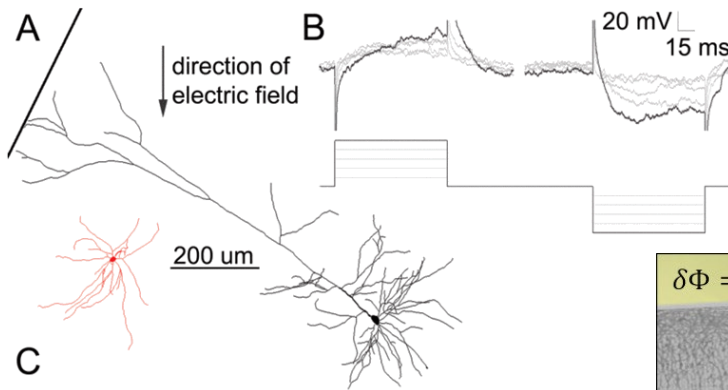 A
direction of
electric field
B
20 mV
15 ms
200 um
δΦ =
C